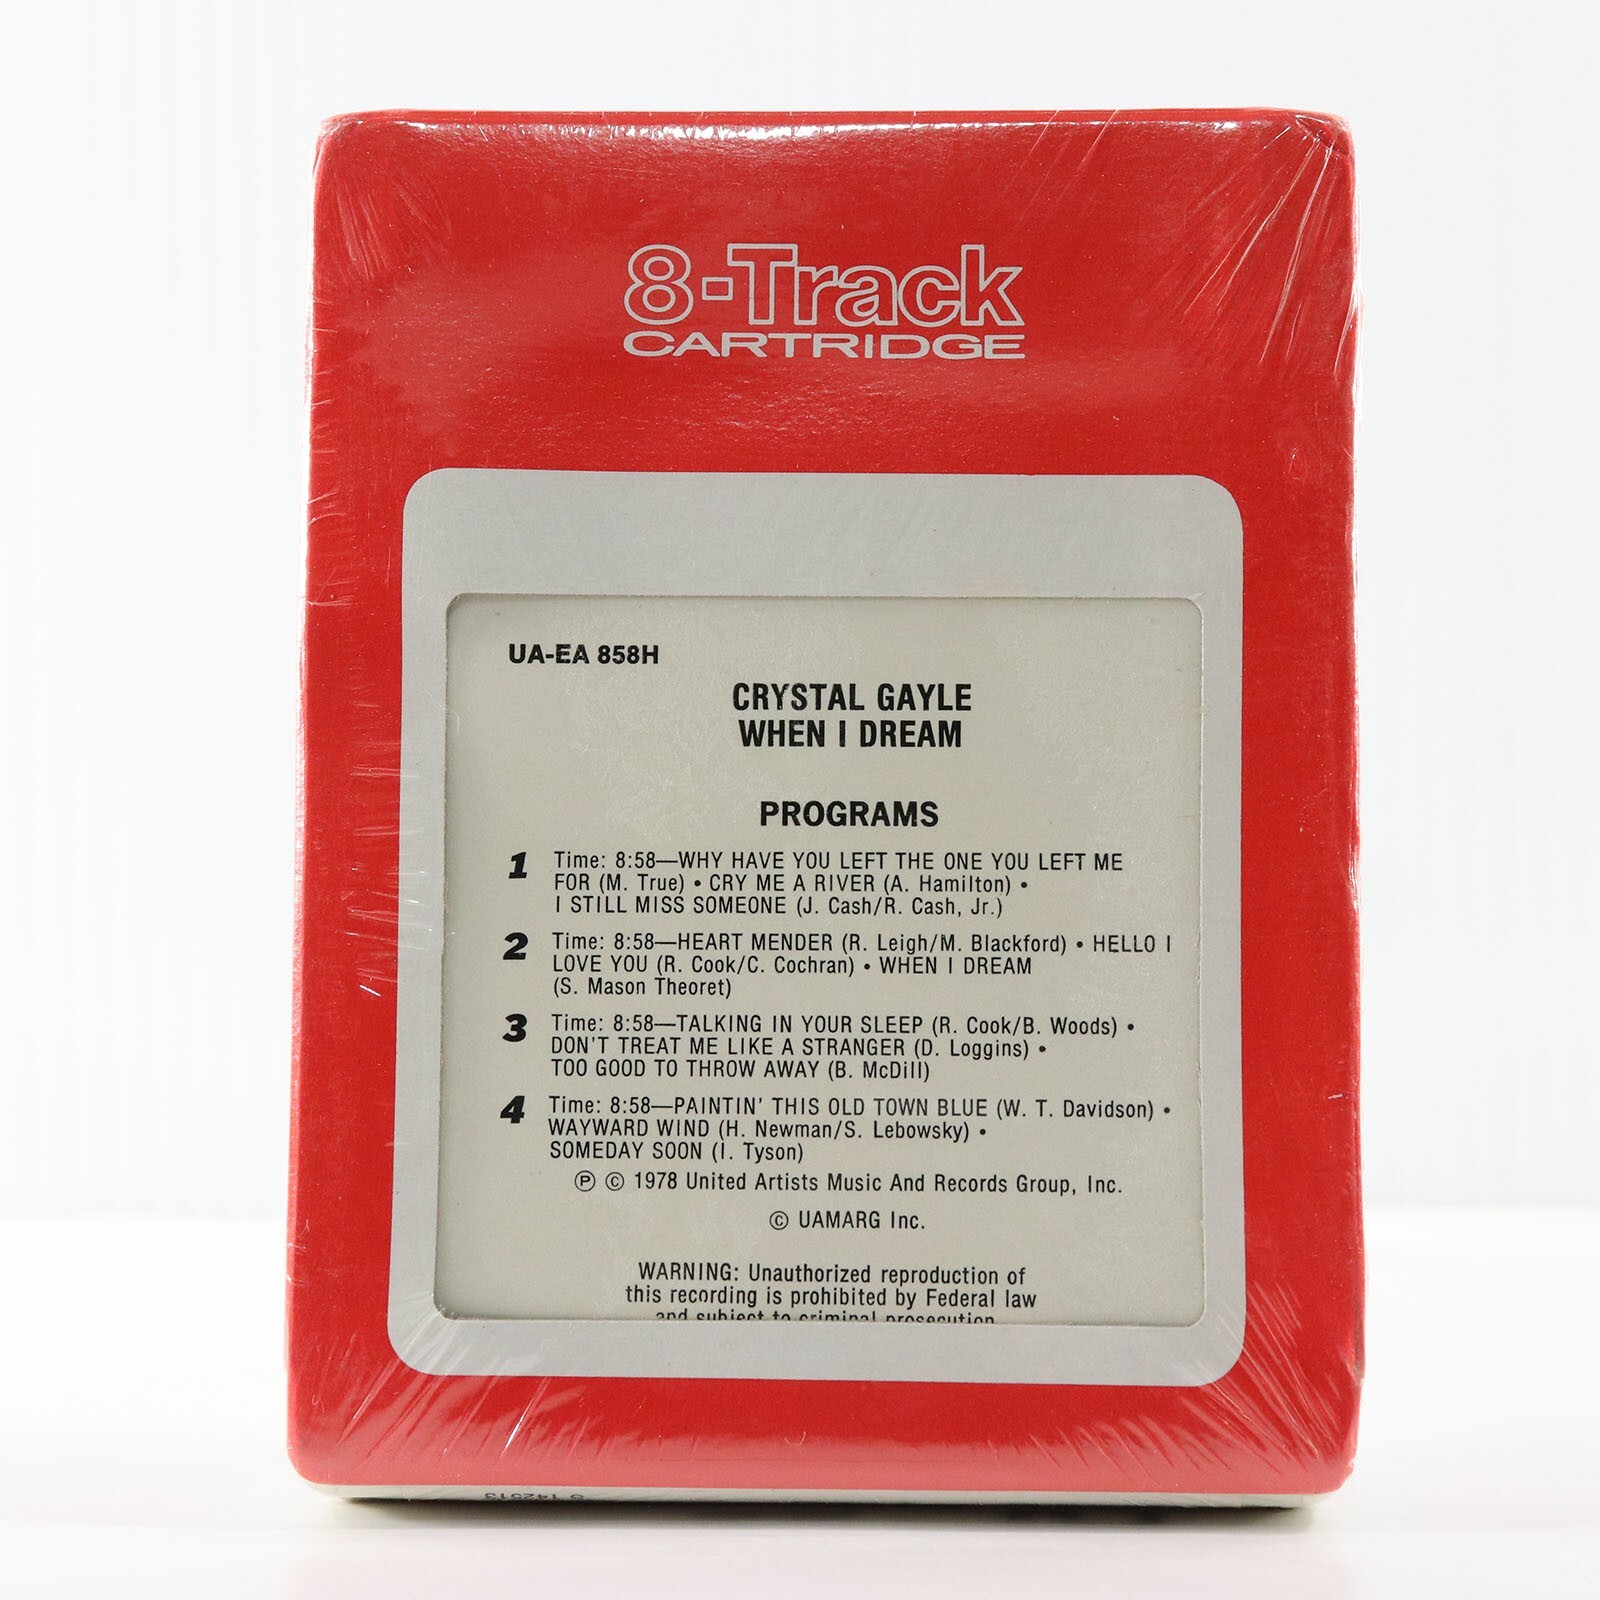 8-Track
CARTRIDGE
UA-EA 858H
CRYSTAL GAYLE
WHEN I DREAM
PROGRAMS
1 Time: 8:58—WHY HAVE YOU LEFT THE ONE YOU LEFT ME
FOR (M. True) • CRY ME A RIVER (A. Hamilton) •
I STILL MISS SOMEONE (J. Cash/R. Cash, Jr.)
2 Time: 8:58—HEART MENDER (R. Leigh/M. Blackford) • HELLO I
LOVE YOU (R. Cook/C. Cochran) • WHEN I DREAM
(S. Mason Theoret)
3 Time: 8:58—TALKING IN YOUR SLEEP (R. Cook/B. Woods) •
DON'T TREAT ME LIKE A STRANGER (D. Loggins) •
TOO GOOD TO THROW AWAY (B. McDill)
4 Time: 8:58—PAINTIN' THIS OLD TOWN BLUE (W. T. Davidson) •
WAYWARD WIND (H. Newman/S. Lebowsky) •
SOMEDAY SOON (I. Tyson)
Ⓟ © 1978 United Artists Music And Records Group, Inc.
© UAMARG Inc.
WARNING: Unauthorized reproduction of
this recording is prohibited by Federal law
and subject to criminal prosecution